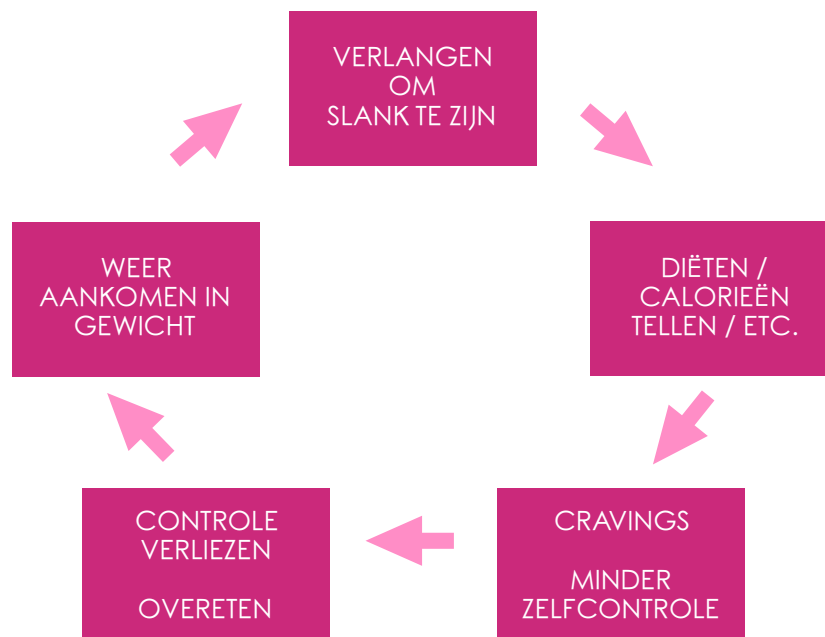 VERLANGEN
OM
SLANK TE ZIJN
DIËTEN /
CALORIEËN
TELLEN / ETC.
CRAVINGS
MINDER
ZELFCONTROLE
CONTROLE
VERLIEZEN
OVERETEN
WEER
AANKOMEN IN
GEWICHT